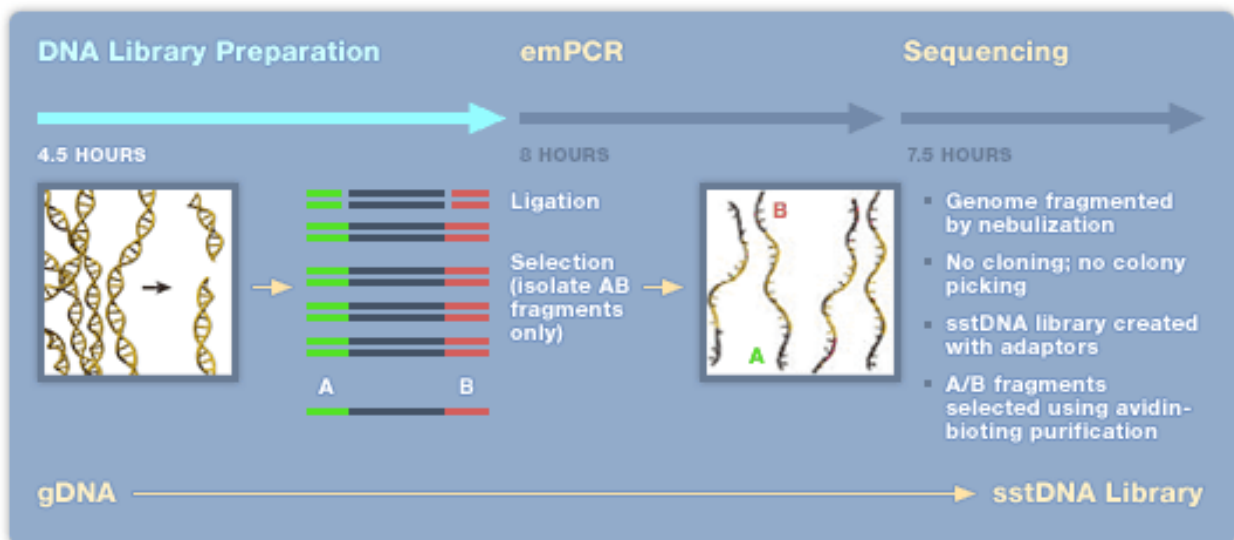 DNA Library Preparation
emPCR
Sequencing
4.5 HOURS
8 HOURS
7.5 HOURS
Ligation
Selection
(isolate AB
fragments
only)
A
B
B
A
▪ Genome fragmented
by nebulization
▪ No cloning; no colony
picking
▪ sstDNA library created
with adaptors
▪ A/B fragments
selected using avidin-
bioting purification
gDNA
sstDNA Library